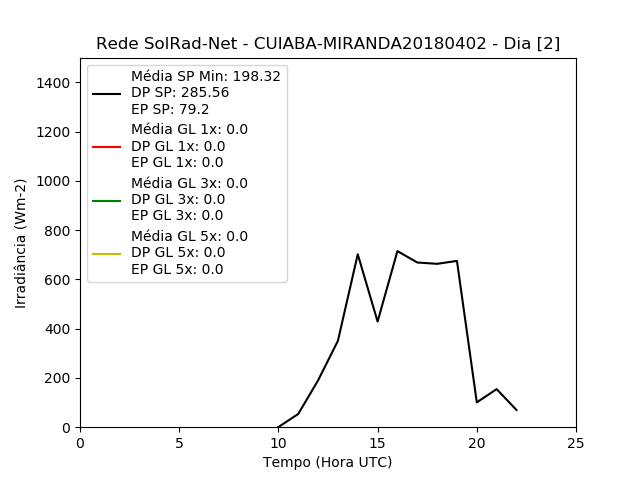 Rede SolRad-Net - CUIABA-MIRANDA20180402 - Dia [2]
Média SP Min: 198.32
DP SP: 285.56
EP SP: 79.2
Média GL 1x: 0.0
DP GL 1x: 0.0
EP GL 1x: 0.0
Média GL 3x: 0.0
DP GL 3x: 0.0
EP GL 3x: 0.0
Média GL 5x: 0.0
DP GL 5x: 0.0
EP GL 5x: 0.0
Irradiância (Wm-2)
1400
1200
1000
800
600
400
200
0
0 5 10 15 20 25
Tempo (Hora UTC)